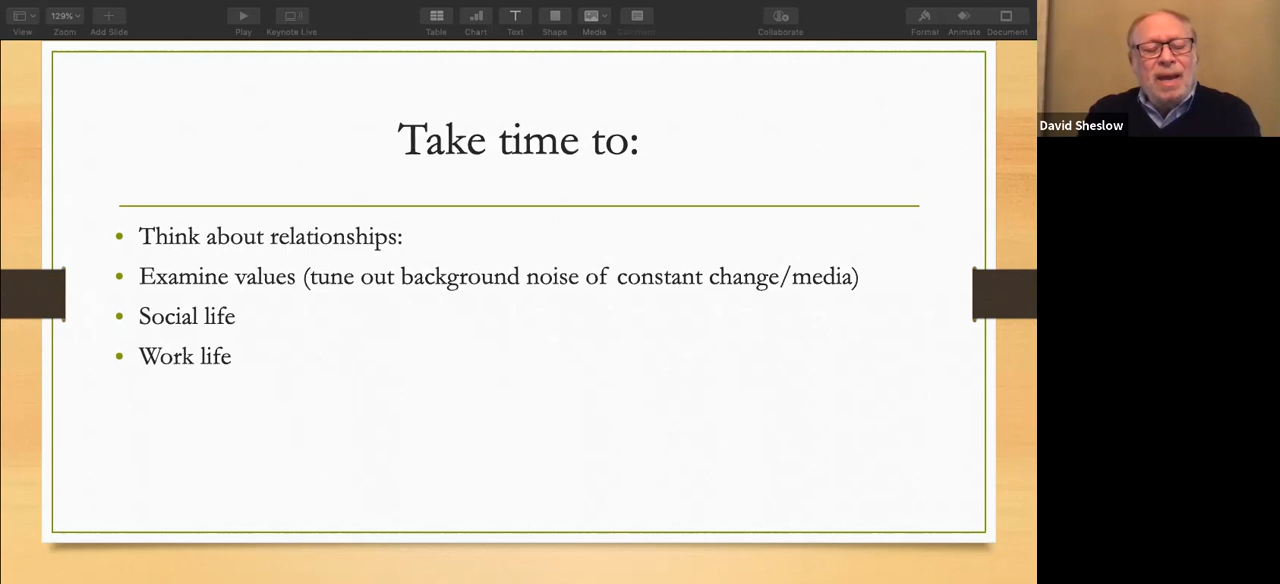 129%
View
Zoom
Add Slide
Play
Keynote Live
Table
Chart
Text
Shape
Media
Comment
Collaborate
Format
Animate
Document
David Sheslow
Take time to:
• Think about relationships:
• Examine values (tune out background noise of constant change/media)
• Social life
• Work life